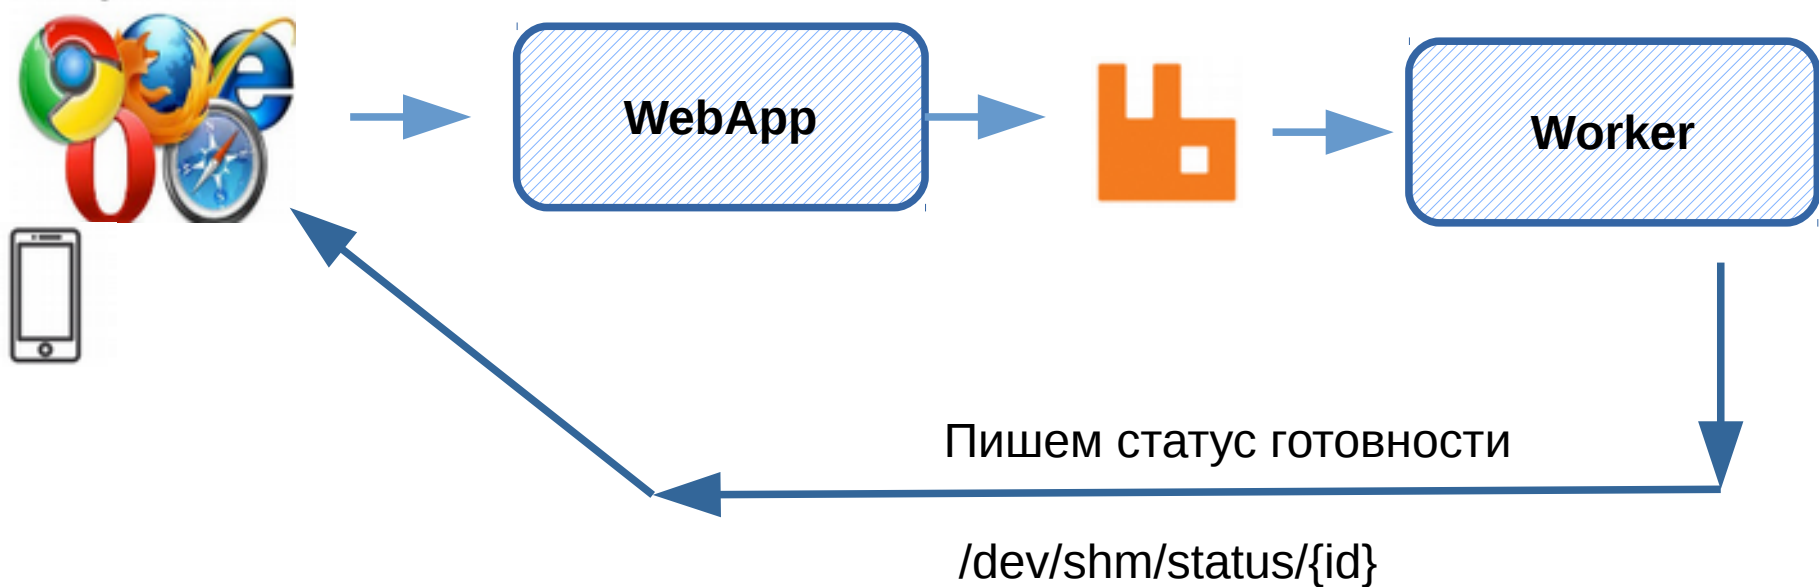 WebApp
Worker
Пишем статус готовности
/dev/shm/status/{id}